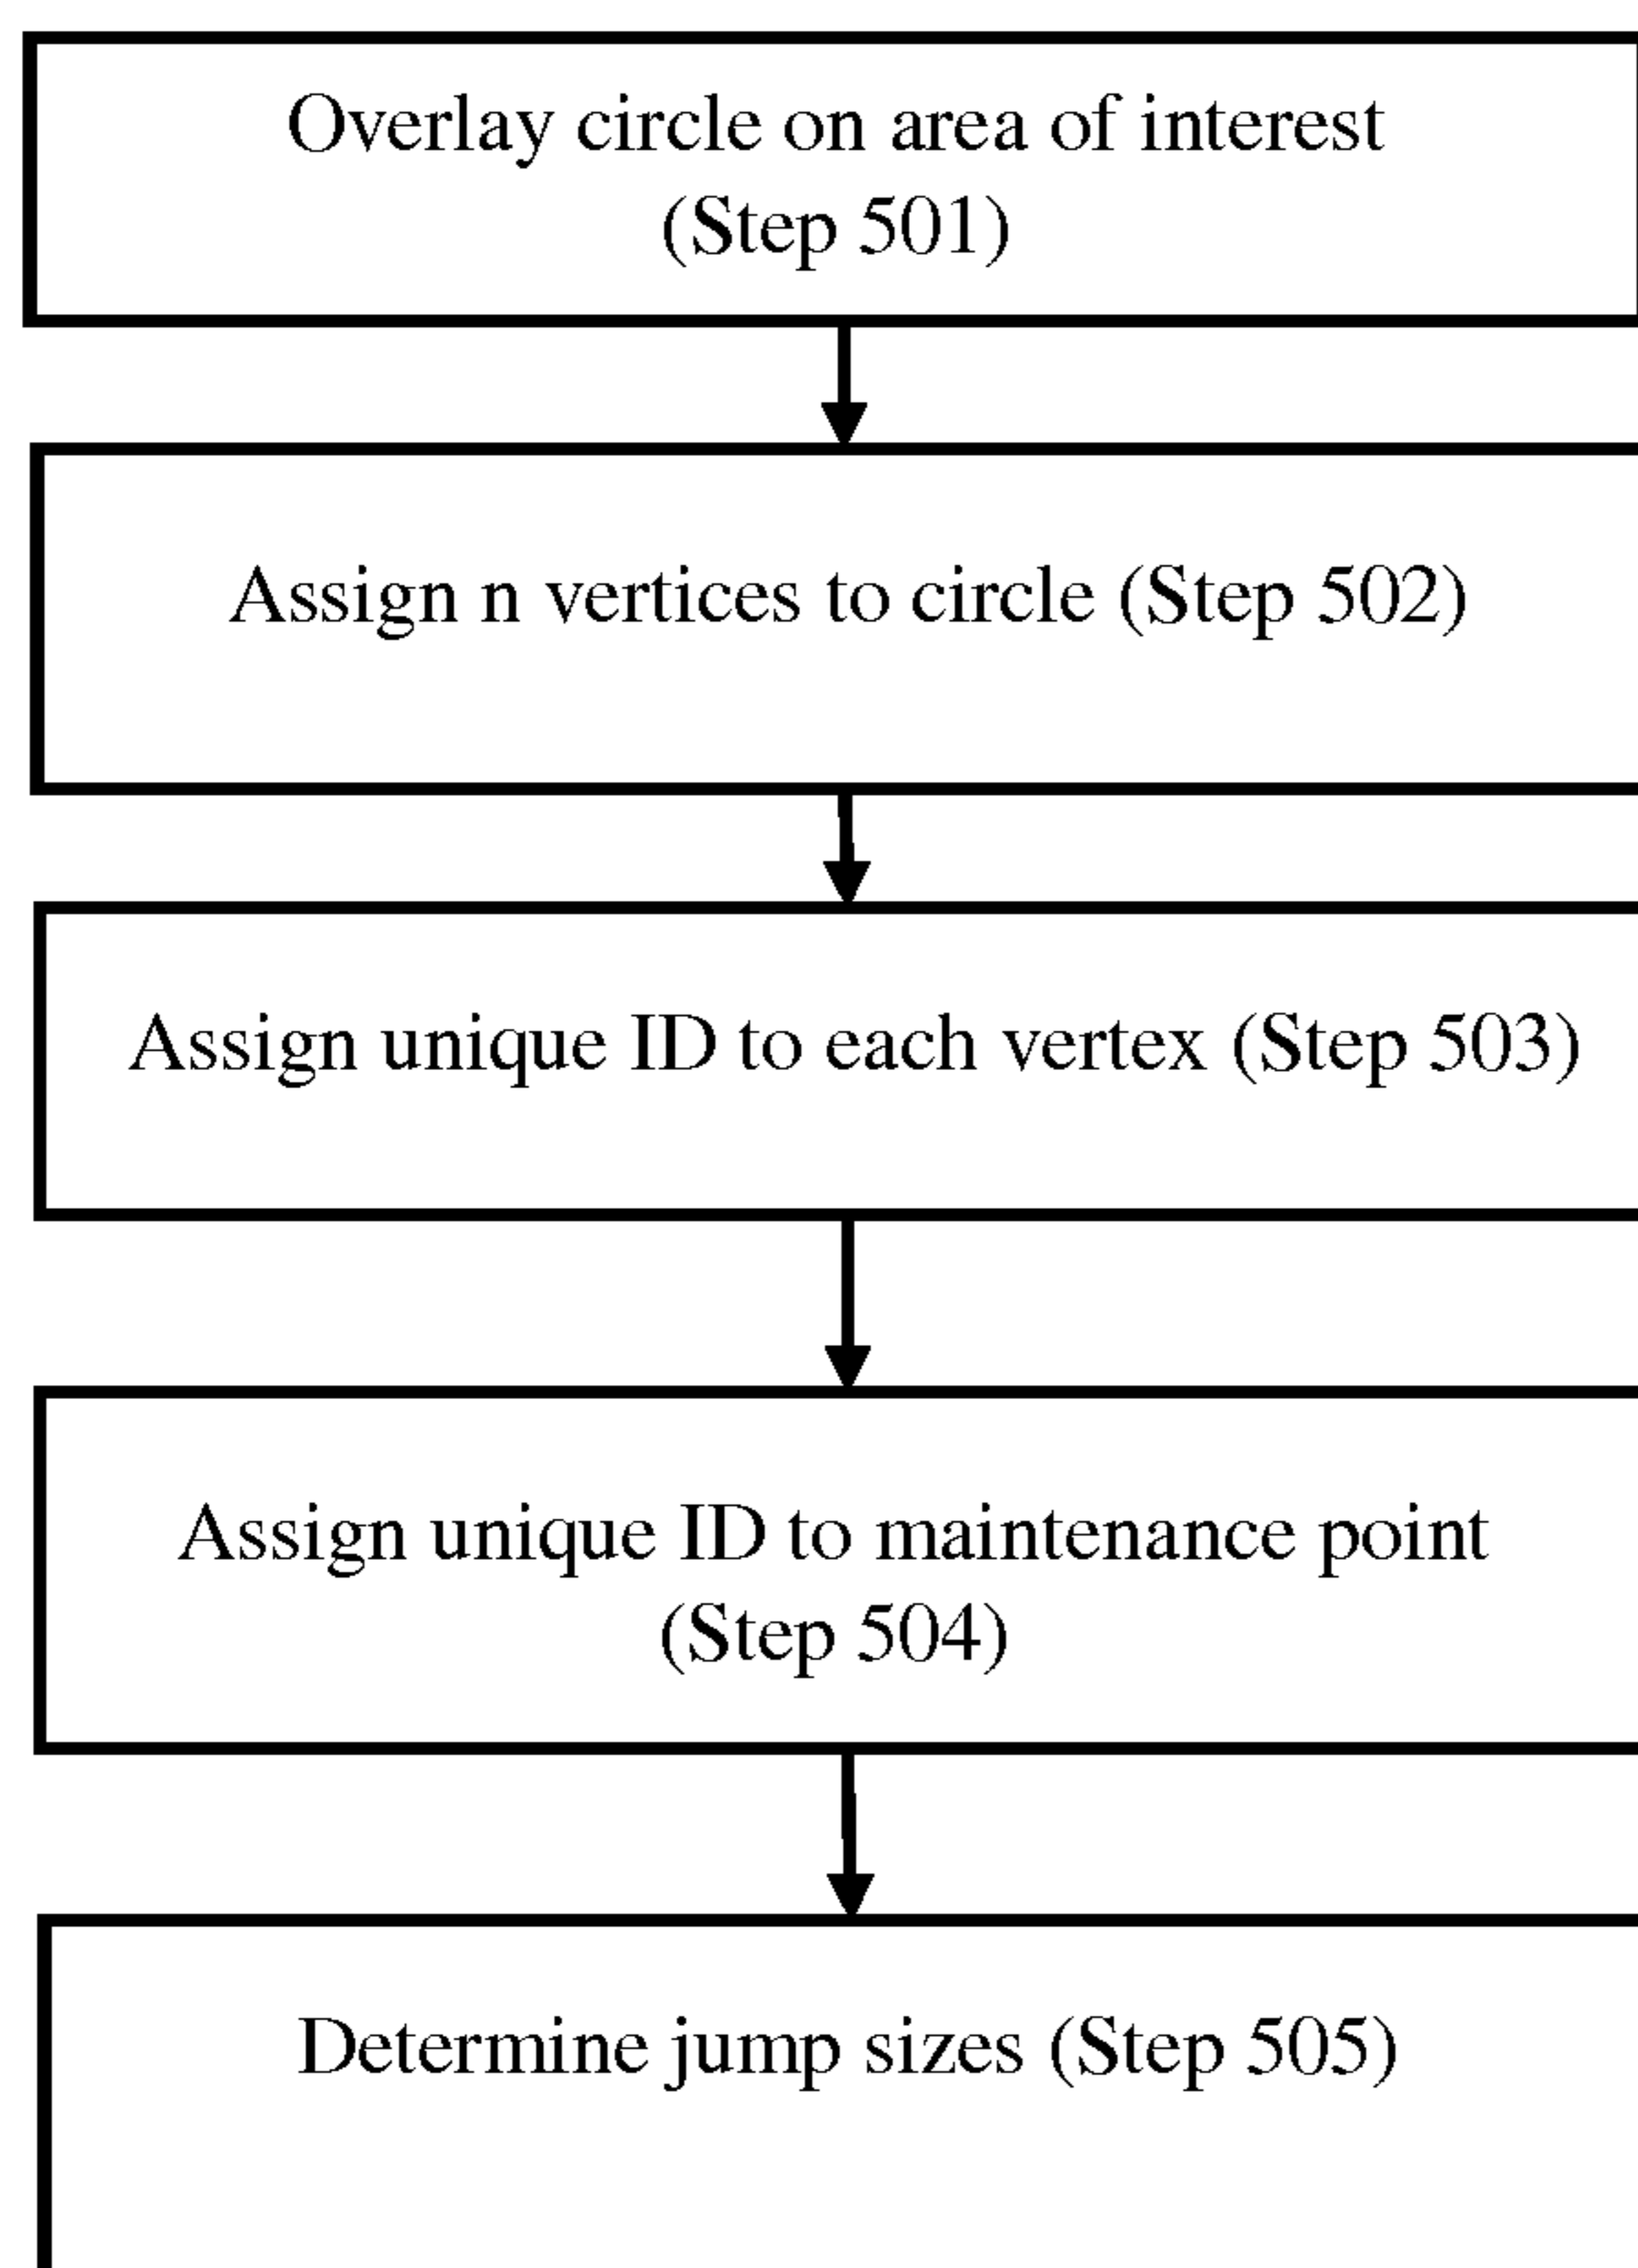 Overlay circle on area of interest
(Step 501)
Assign n vertices to circle (Step 502)
Assign unique ID to each vertex (Step 503)
Assign unique ID to maintenance point
(Step 504)
Determine jump sizes (Step 505)